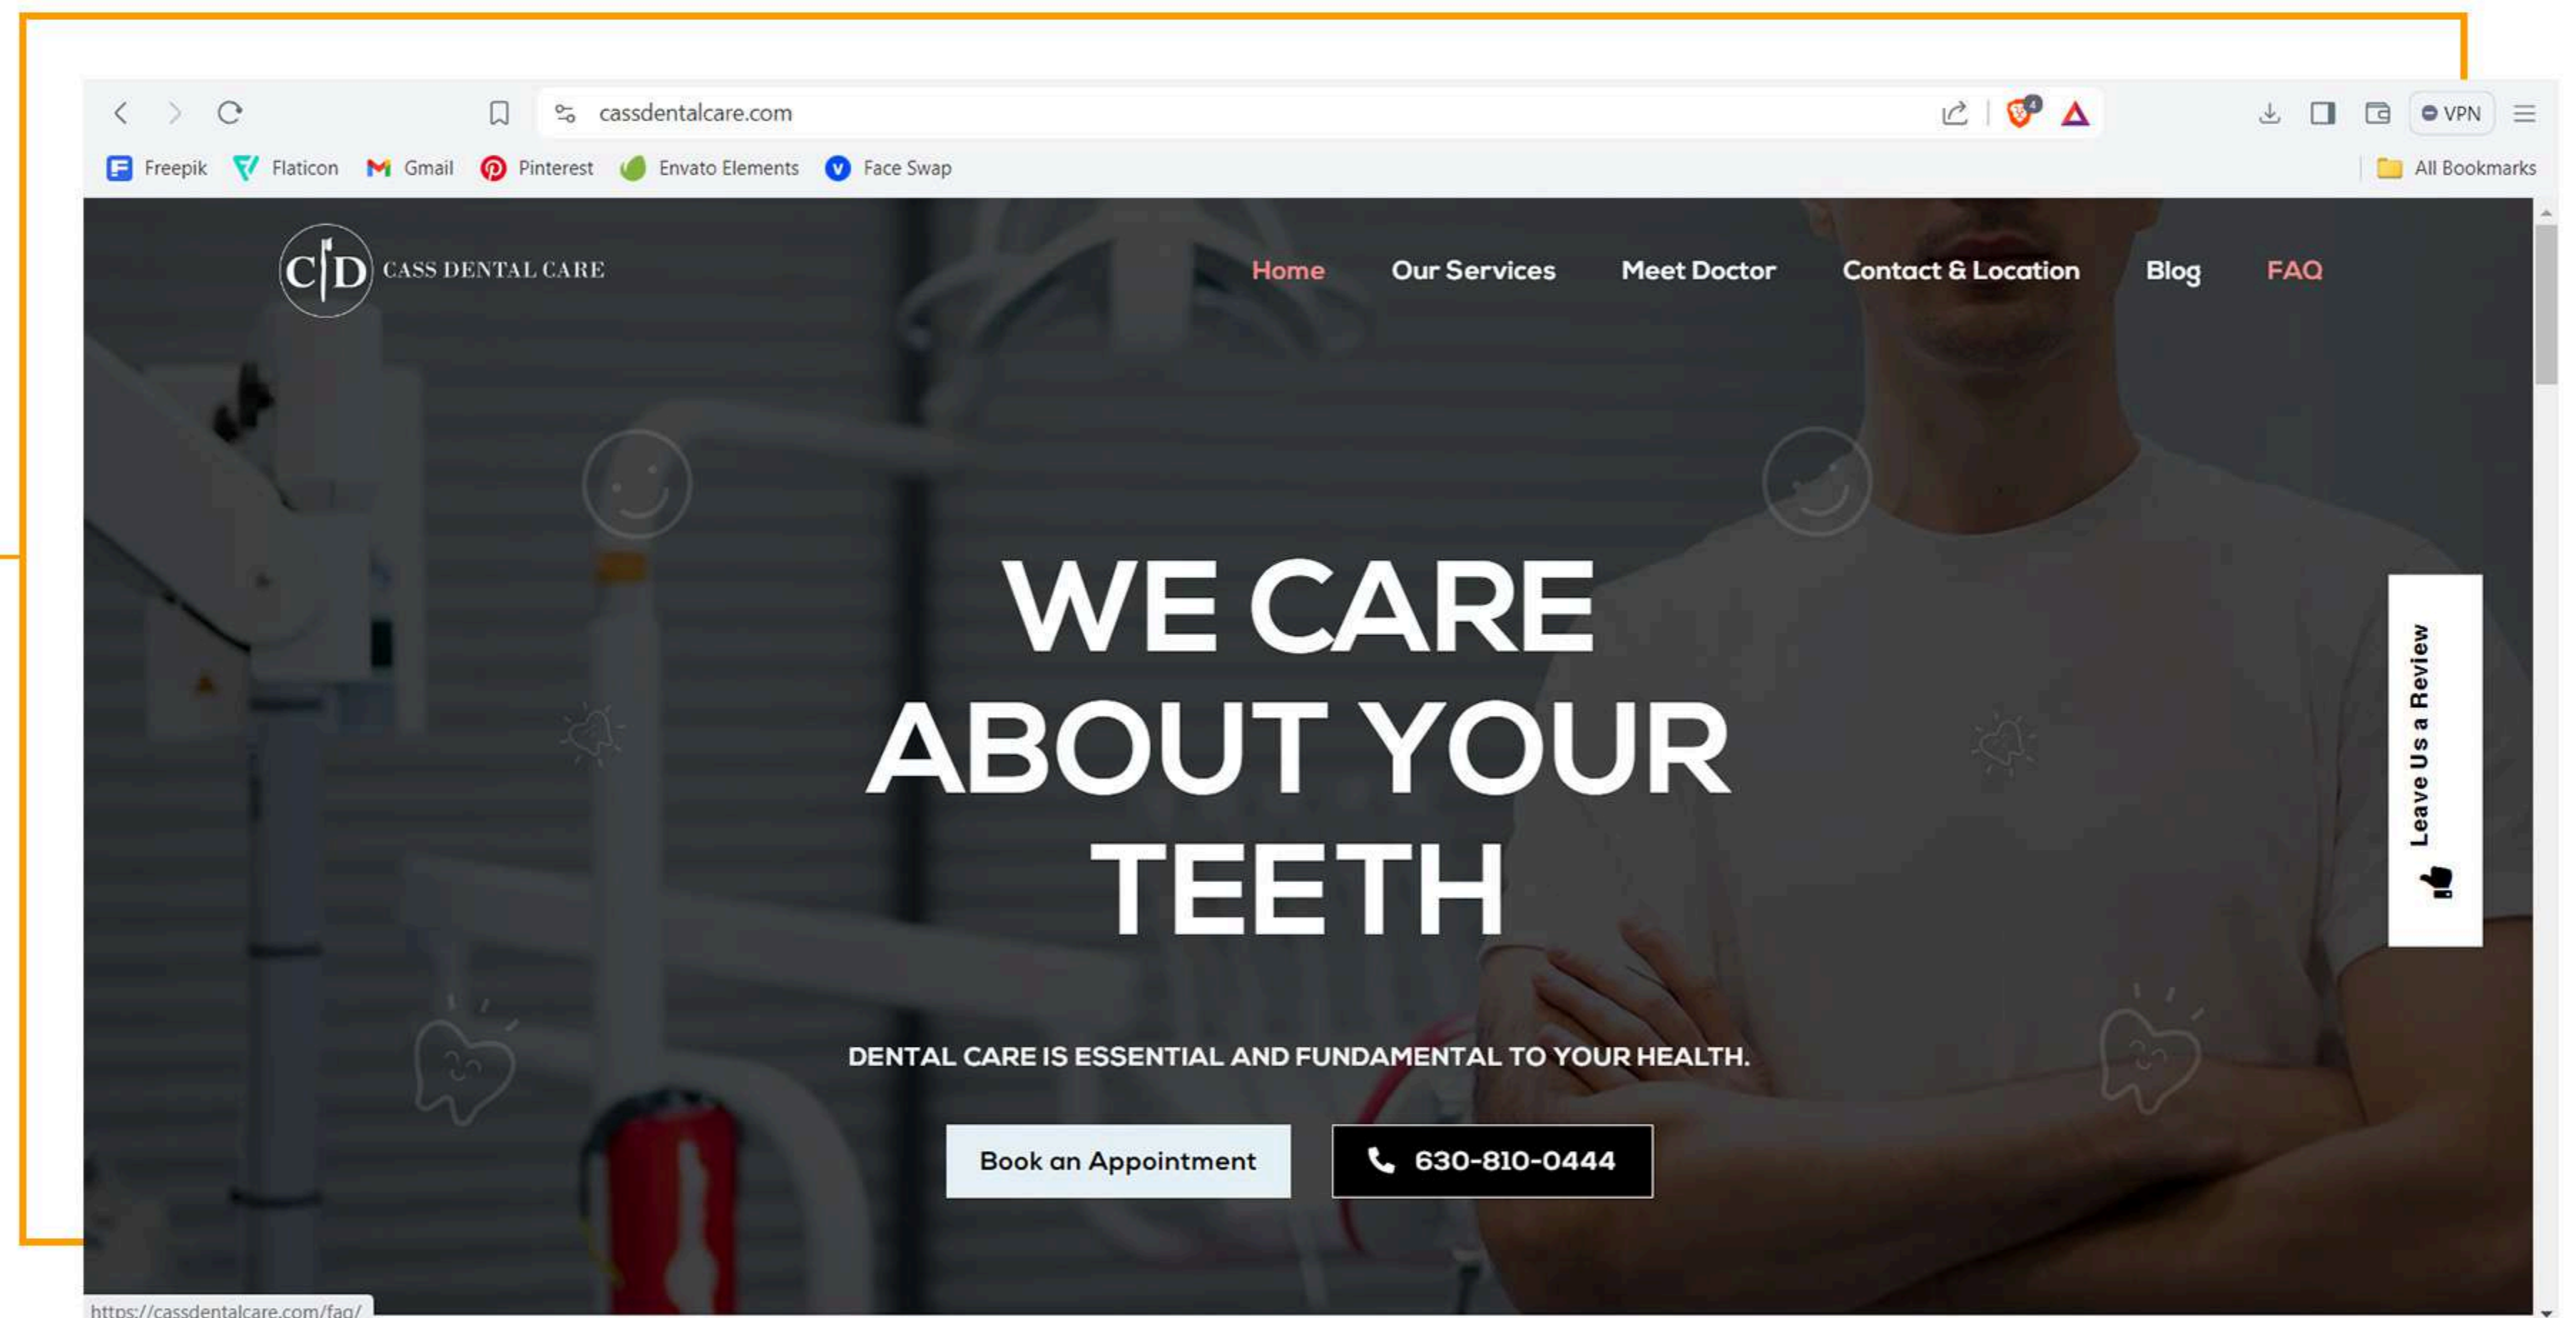 cassdentalcare.com
4
VPN
Freepik Flaticon Gmail Pinterest Envato Elements Face Swap All Bookmarks
CD CASS DENTAL CARE
Home Our Services Meet Doctor Contact & Location Blog FAQ
WE CARE
ABOUT YOUR
TEETH
Leave Us a Review
DENTAL CARE IS ESSENTIAL AND FUNDAMENTAL TO YOUR HEALTH.
Book an Appointment 630-810-0444
https://cassdentalcare.com/faq/